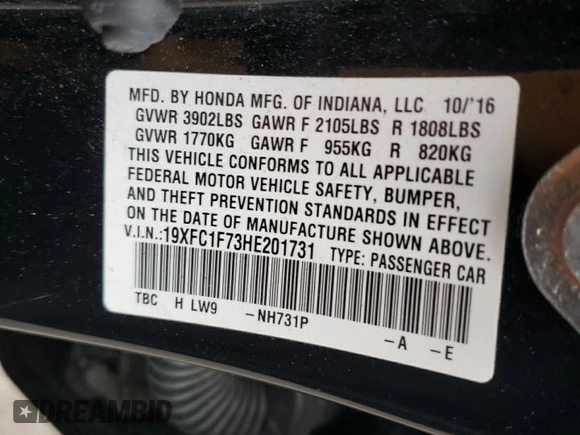 MFD. BY HONDA MFG. OF INDIANA, LLC 10/'16
GVWR 3902LBS GAWR F 2105LBS R 1808LBS
GVWR 1770KG GAWR F 955KG R 820KG
THIS VEHICLE CONFORMS TO ALL APPLICABLE
FEDERAL MOTOR VEHICLE SAFETY, BUMPER,
AND THEFT PREVENTION STANDARDS IN EFFECT
ON THE DATE OF MANUFACTURE SHOWN ABOVE.
V.I.N.:19XFC1F73HE201731 TYPE: PASSENGER CAR
TBC H LW9 -NH731P -A -E
DREAMBID